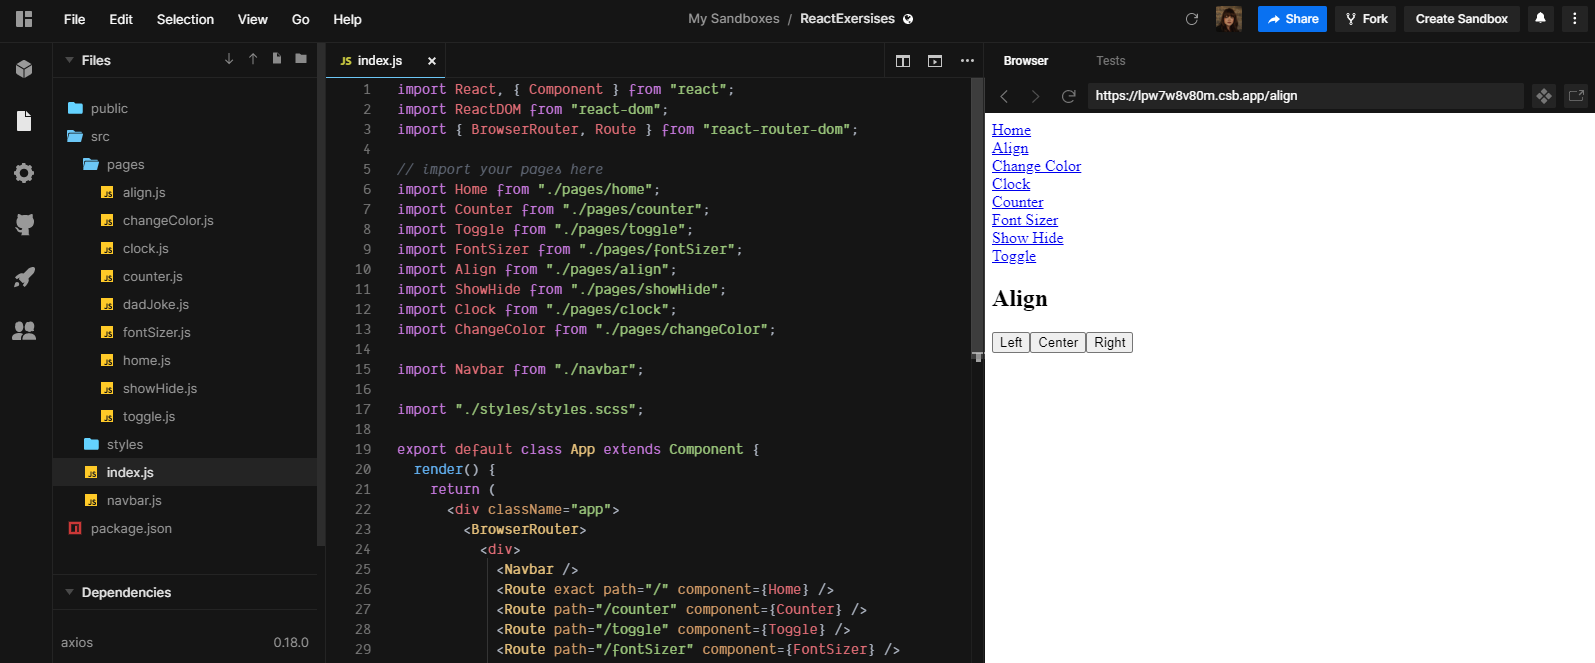 File Edit Selection View Go Help
My Sandboxes / ReactExersises
Share Fork Create Sandbox
Files
public
src
pages
align.js
changeColor.js
clock.js
counter.js
dadJoke.js
fontSizer.js
home.js
showHide.js
toggle.js
styles
index.js
navbar.js
package.json
Dependencies
axios 0.18.0
JS index.js ×
1 import React, { Component } from "react";
2 import ReactDOM from "react-dom";
3 import { BrowserRouter, Route } from "react-router-dom";
4
5 // import your pages here
6 import Home from "./pages/home";
7 import Counter from "./pages/counter";
8 import Toggle from "./pages/toggle";
9 import FontSizer from "./pages/fontSizer";
10 import Align from "./pages/align";
11 import ShowHide from "./pages/showHide";
12 import Clock from "./pages/clock";
13 import ChangeColor from "./pages/changeColor";
14
15 import Navbar from "./navbar";
16
17 import "./styles/styles.scss";
18
19 export default class App extends Component {
20 render() {
21 return (
22 <div className="app">
23 <BrowserRouter>
24 <div>
25 <Navbar />
26 <Route exact path="/" component={Home} />
27 <Route path="/counter" component={Counter} />
28 <Route path="/toggle" component={Toggle} />
29 <Route path="/fontSizer" component={FontSizer} />
Browser Tests
https://lpw7w8v80m.csb.app/align
Home
Align
Change Color
Clock
Counter
Font Sizer
Show Hide
Toggle
Align
Left Center Right